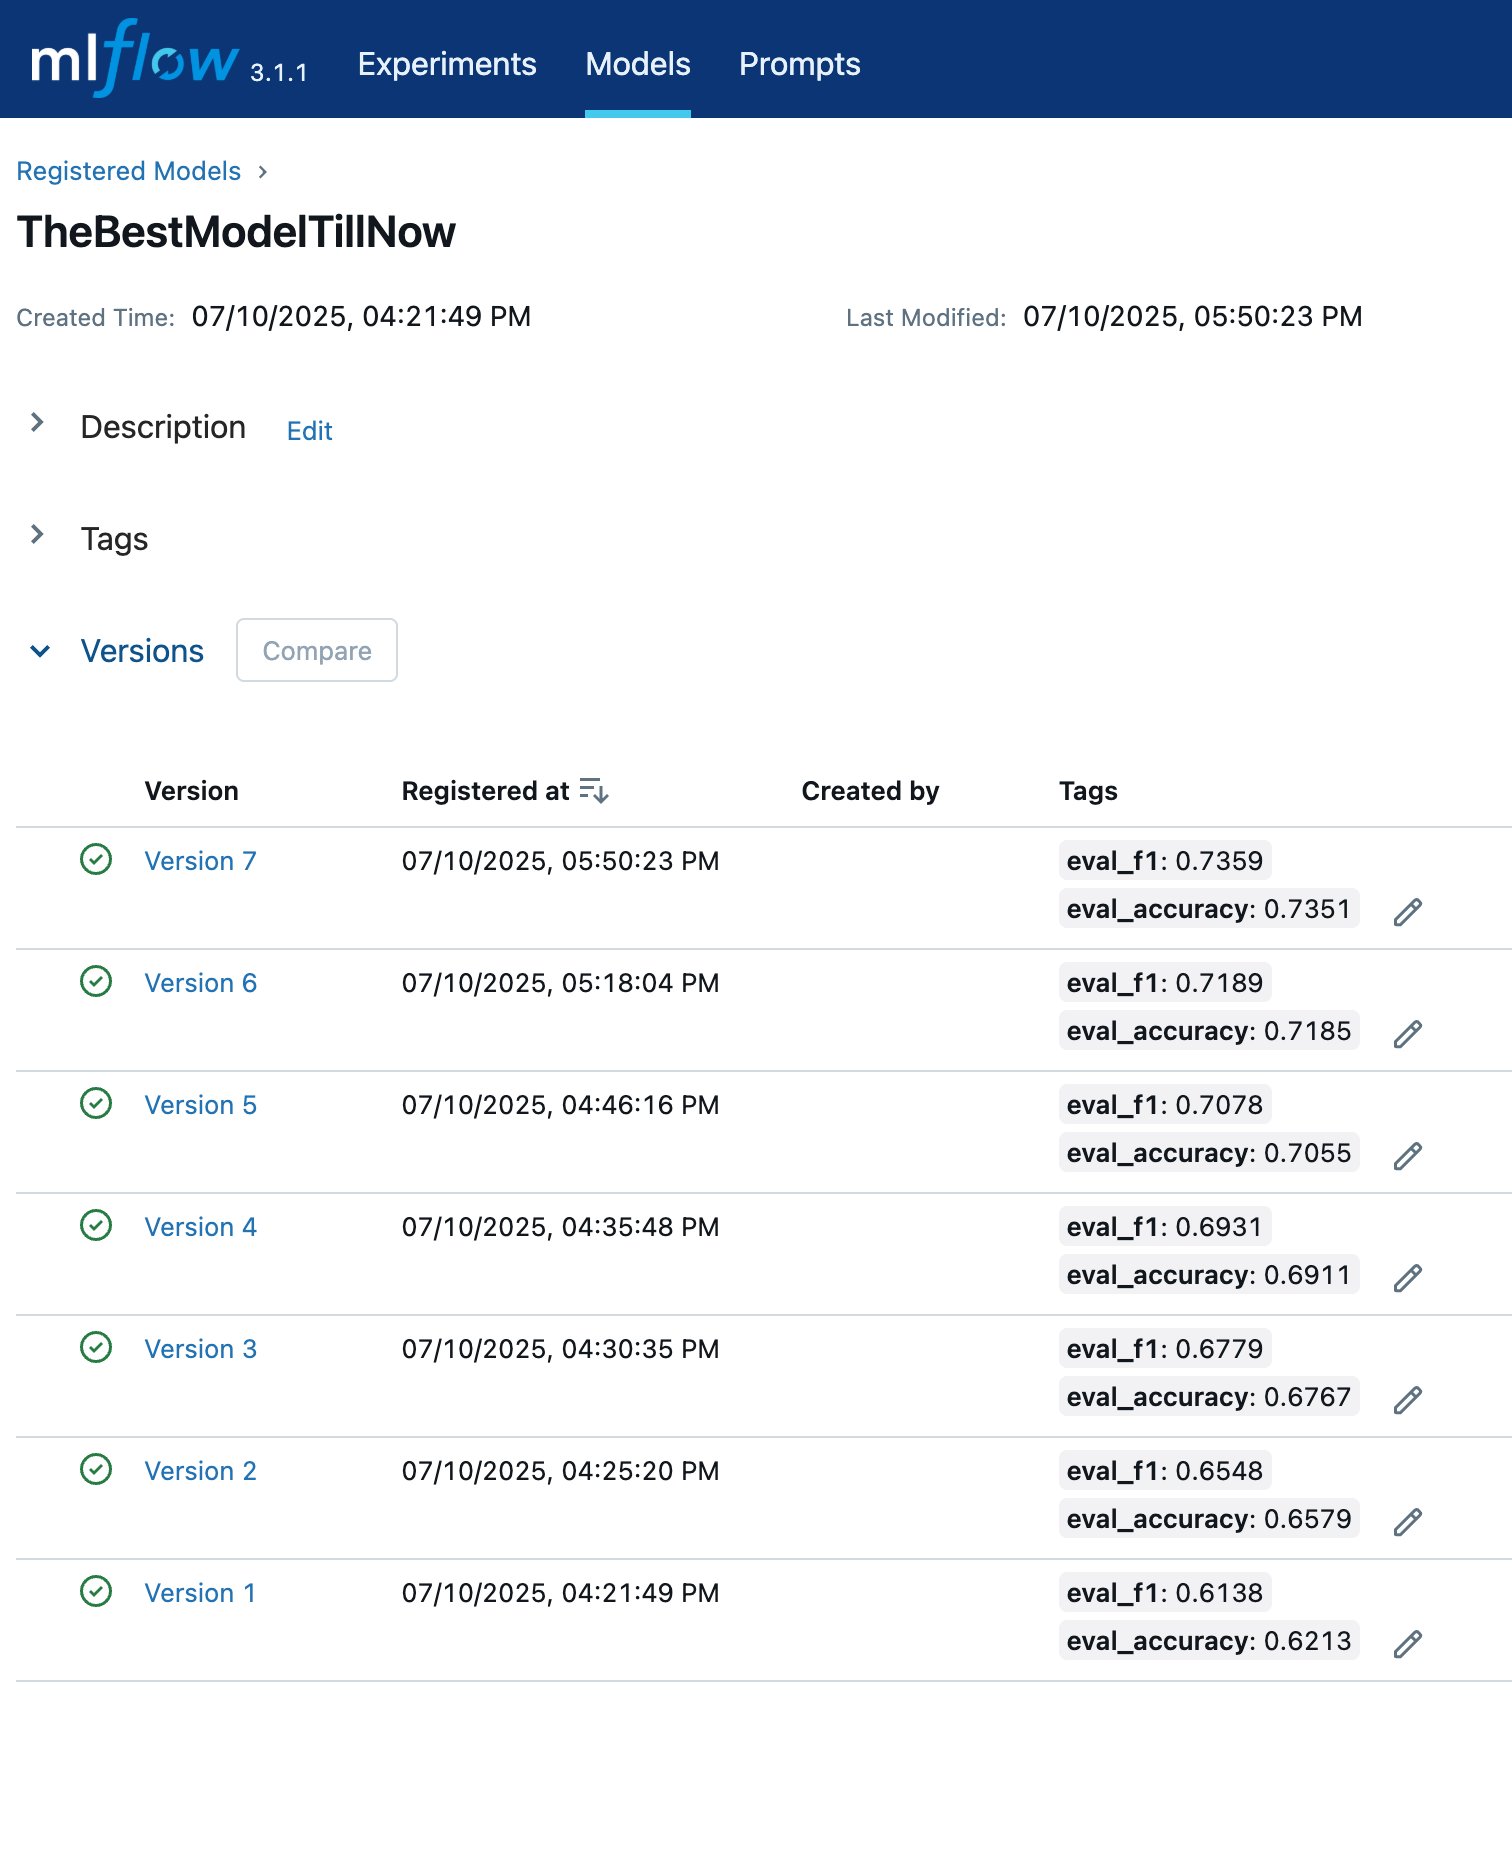 mlflow 3.1.1 Experiments Models Prompts
Registered Models
TheBestModelTillNow
Created Time: 07/10/2025, 04:21:49 PM Last Modified: 07/10/2025, 05:50:23 PM
Description Edit
Tags
Versions Compare
Version Registered at Created by Tags
Version 7 07/10/2025, 05:50:23 PM eval_f1: 0.7359
eval_accuracy: 0.7351
Version 6 07/10/2025, 05:18:04 PM eval_f1: 0.7189
eval_accuracy: 0.7185
Version 5 07/10/2025, 04:46:16 PM eval_f1: 0.7078
eval_accuracy: 0.7055
Version 4 07/10/2025, 04:35:48 PM eval_f1: 0.6931
eval_accuracy: 0.6911
Version 3 07/10/2025, 04:30:35 PM eval_f1: 0.6779
eval_accuracy: 0.6767
Version 2 07/10/2025, 04:25:20 PM eval_f1: 0.6548
eval_accuracy: 0.6579
Version 1 07/10/2025, 04:21:49 PM eval_f1: 0.6138
eval_accuracy: 0.6213